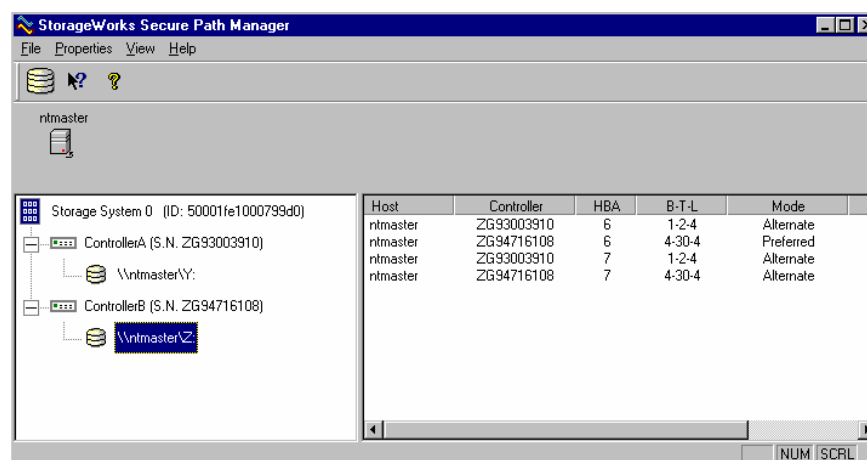 StorageWorks Secure Path Manager
File Properties View Help
ntmaster
Storage System 0 (ID: 50001fe1000799d0)
ControllerA (S.N. ZG93003910)
\\ntmaster\Y:
ControllerB (S.N. ZG94716108)
\\ntmaster\Z:
Host Controller HBA B-T-L Mode
ntmaster ZG93003910 6 1-2-4 Alternate
ntmaster ZG94716108 6 4-30-4 Preferred
ntmaster ZG93003910 7 1-2-4 Alternate
ntmaster ZG94716108 7 4-30-4 Alternate
NUM SCRL